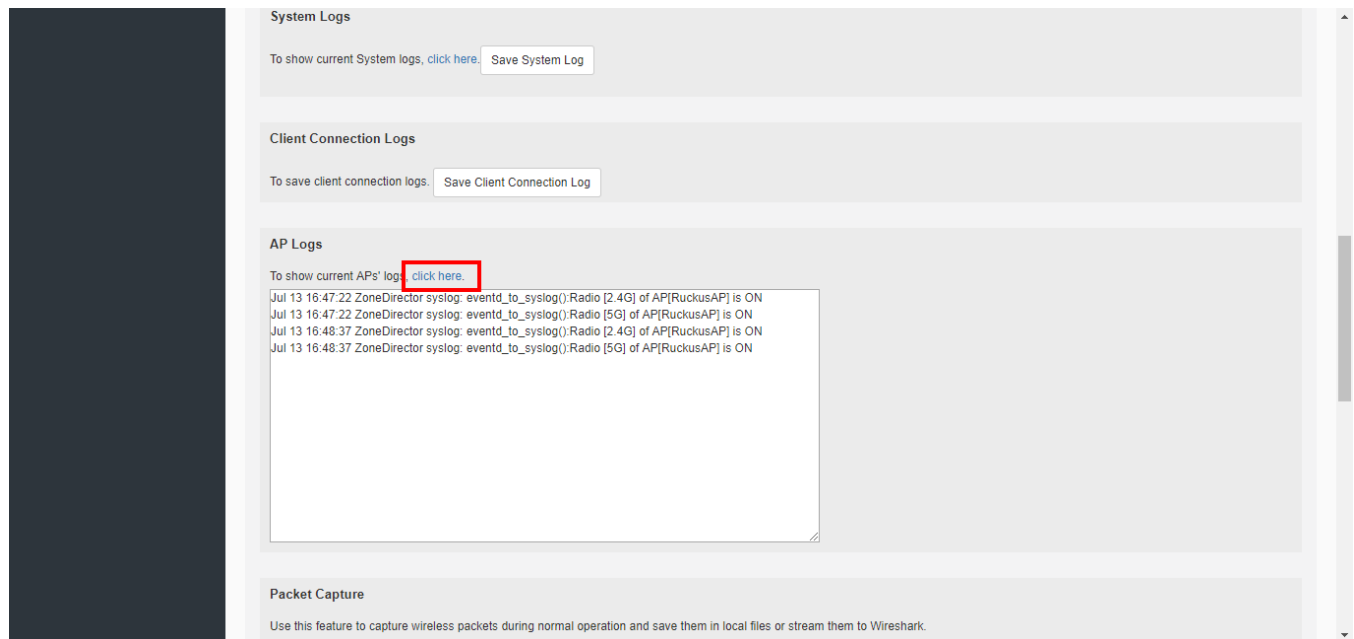 System Logs
To show current System logs, click here. Save System Log
Client Connection Logs
To save client connection logs. Save Client Connection Log
AP Logs
To show current APs' logs, click here.
Jul 13 16:47:22 ZoneDirector syslog: eventd_to_syslog():Radio [2.4G] of AP[RuckusAP] is ON
Jul 13 16:47:22 ZoneDirector syslog: eventd_to_syslog():Radio [5G] of AP[RuckusAP] is ON
Jul 13 16:48:37 ZoneDirector syslog: eventd_to_syslog():Radio [2.4G] of AP[RuckusAP] is ON
Jul 13 16:48:37 ZoneDirector syslog: eventd_to_syslog():Radio [5G] of AP[RuckusAP] is ON
Packet Capture
Use this feature to capture wireless packets during normal operation and save them in local files or stream them to Wireshark.